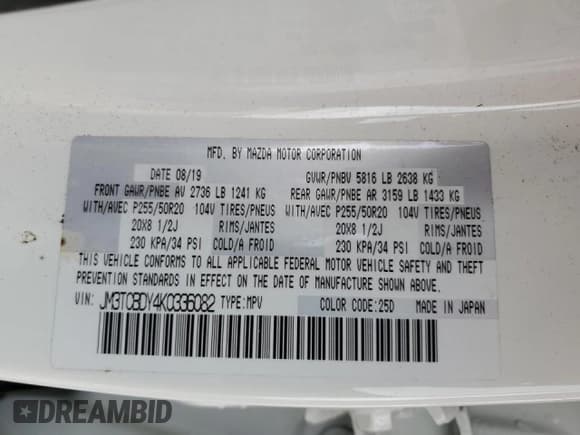 MFD. BY MAZDA MOTOR CORPORATION
DATE 08/19 GVWR/PNBV 5816 LB 2638 KG
FRONT GAWR/PNBE AV 2736 LB 1241 KG REAR GAWR/PNBE AR 3159 LB 1433 KG
WITH/AVEC P255/50R20 104V TIRES/PNEUS WITH/AVEC P255/50R20 104V TIRES/PNEUS
20X8 1/2J RIMS/JANTES 20X8 1/2J RIMS/JANTES
230 KPA/34 PSI COLD/A FROID 230 KPA/34 PSI COLD/A FROID
THIS VEHICLE CONFORMS TO ALL APPLICABLE FEDERAL MOTOR VEHICLE SAFETY AND THEFT
PREVENTION STANDARDS IN EFFECT ON THE DATE OF MANUFACTURE SHOWN ABOVE.
VIN: JM3TCBDY4K0336082 TYPE:MPV COLOR CODE:25D MADE IN JAPAN
DREAMBID